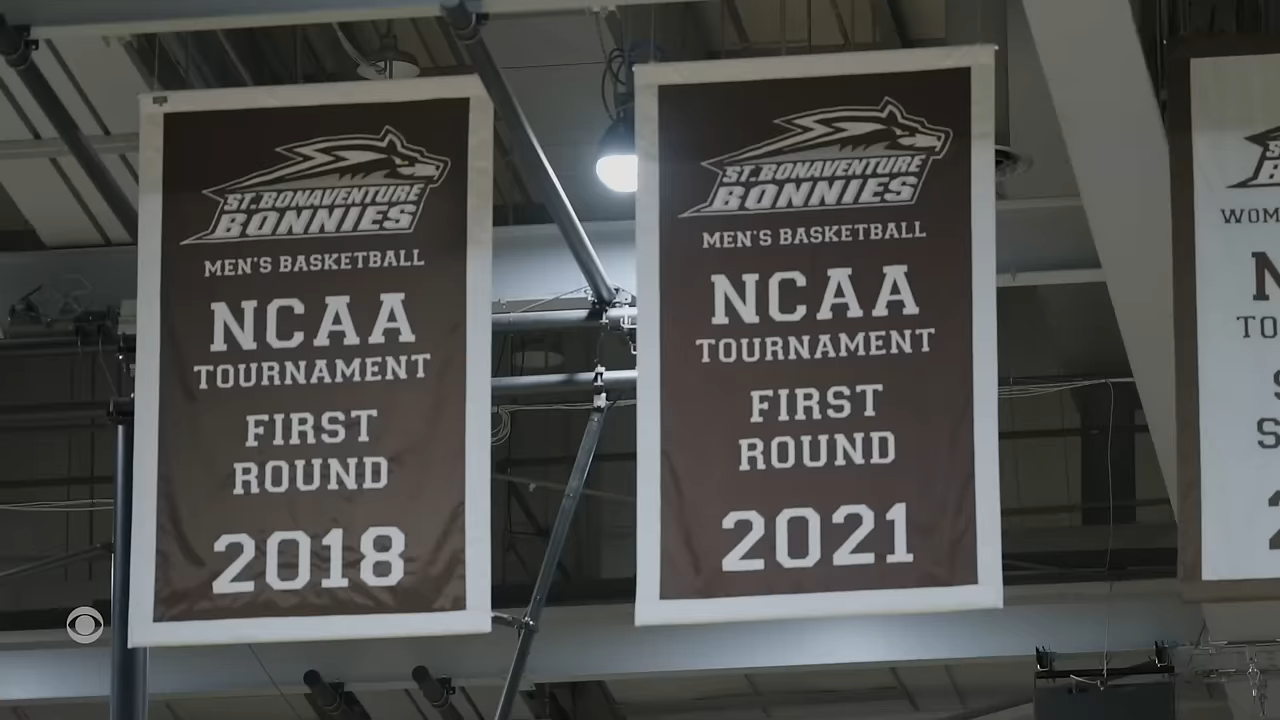 ST. BONAVENTURE
BONNIES
MEN'S BASKETBALL
NCAA
TOURNAMENT
FIRST
ROUND
2018
ST. BONAVENTURE
BONNIES
MEN'S BASKETBALL
NCAA
TOURNAMENT
FIRST
ROUND
2021